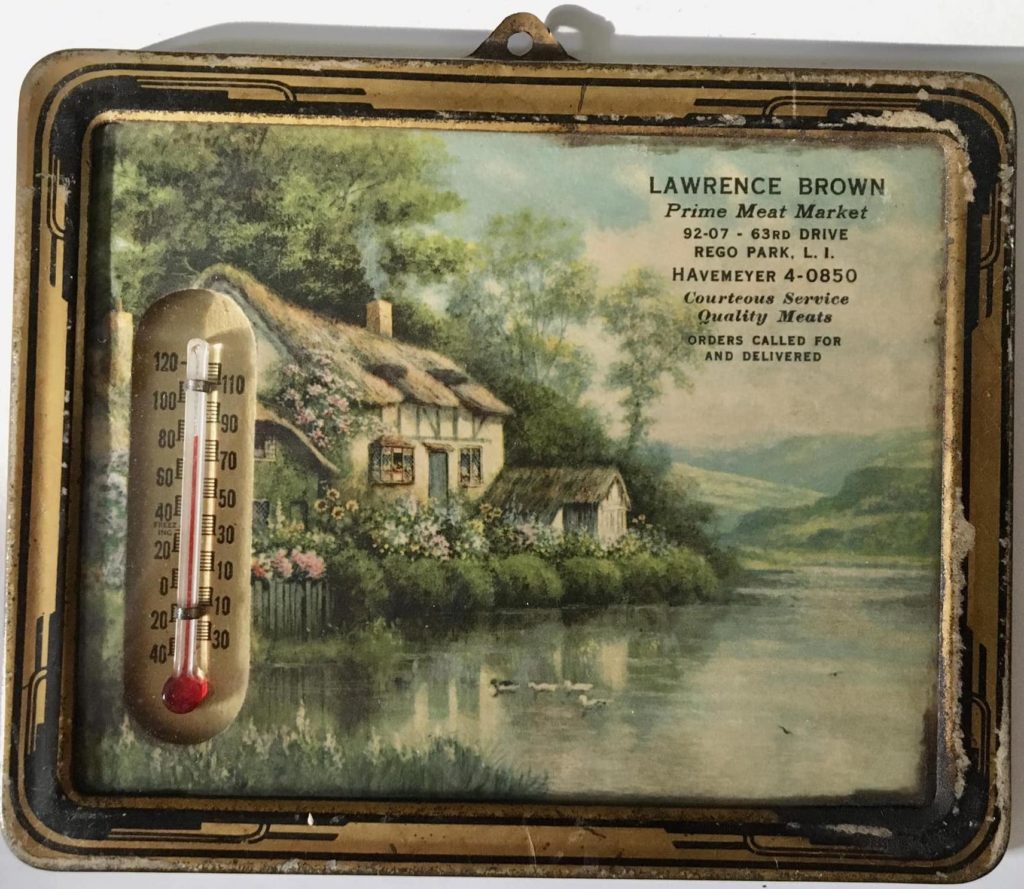 LAWRENCE BROWN
Prime Meat Market
92-07 - 63RD DRIVE
REGO PARK, L. I.
HAVEMEYER 4-0850
Courteous Service
Quality Meats
ORDERS CALLED FOR
AND DELIVERED
120
110
100
90
80
70
60
50
40
FREEZ
ING
30
20
10
0
10
20
30
40